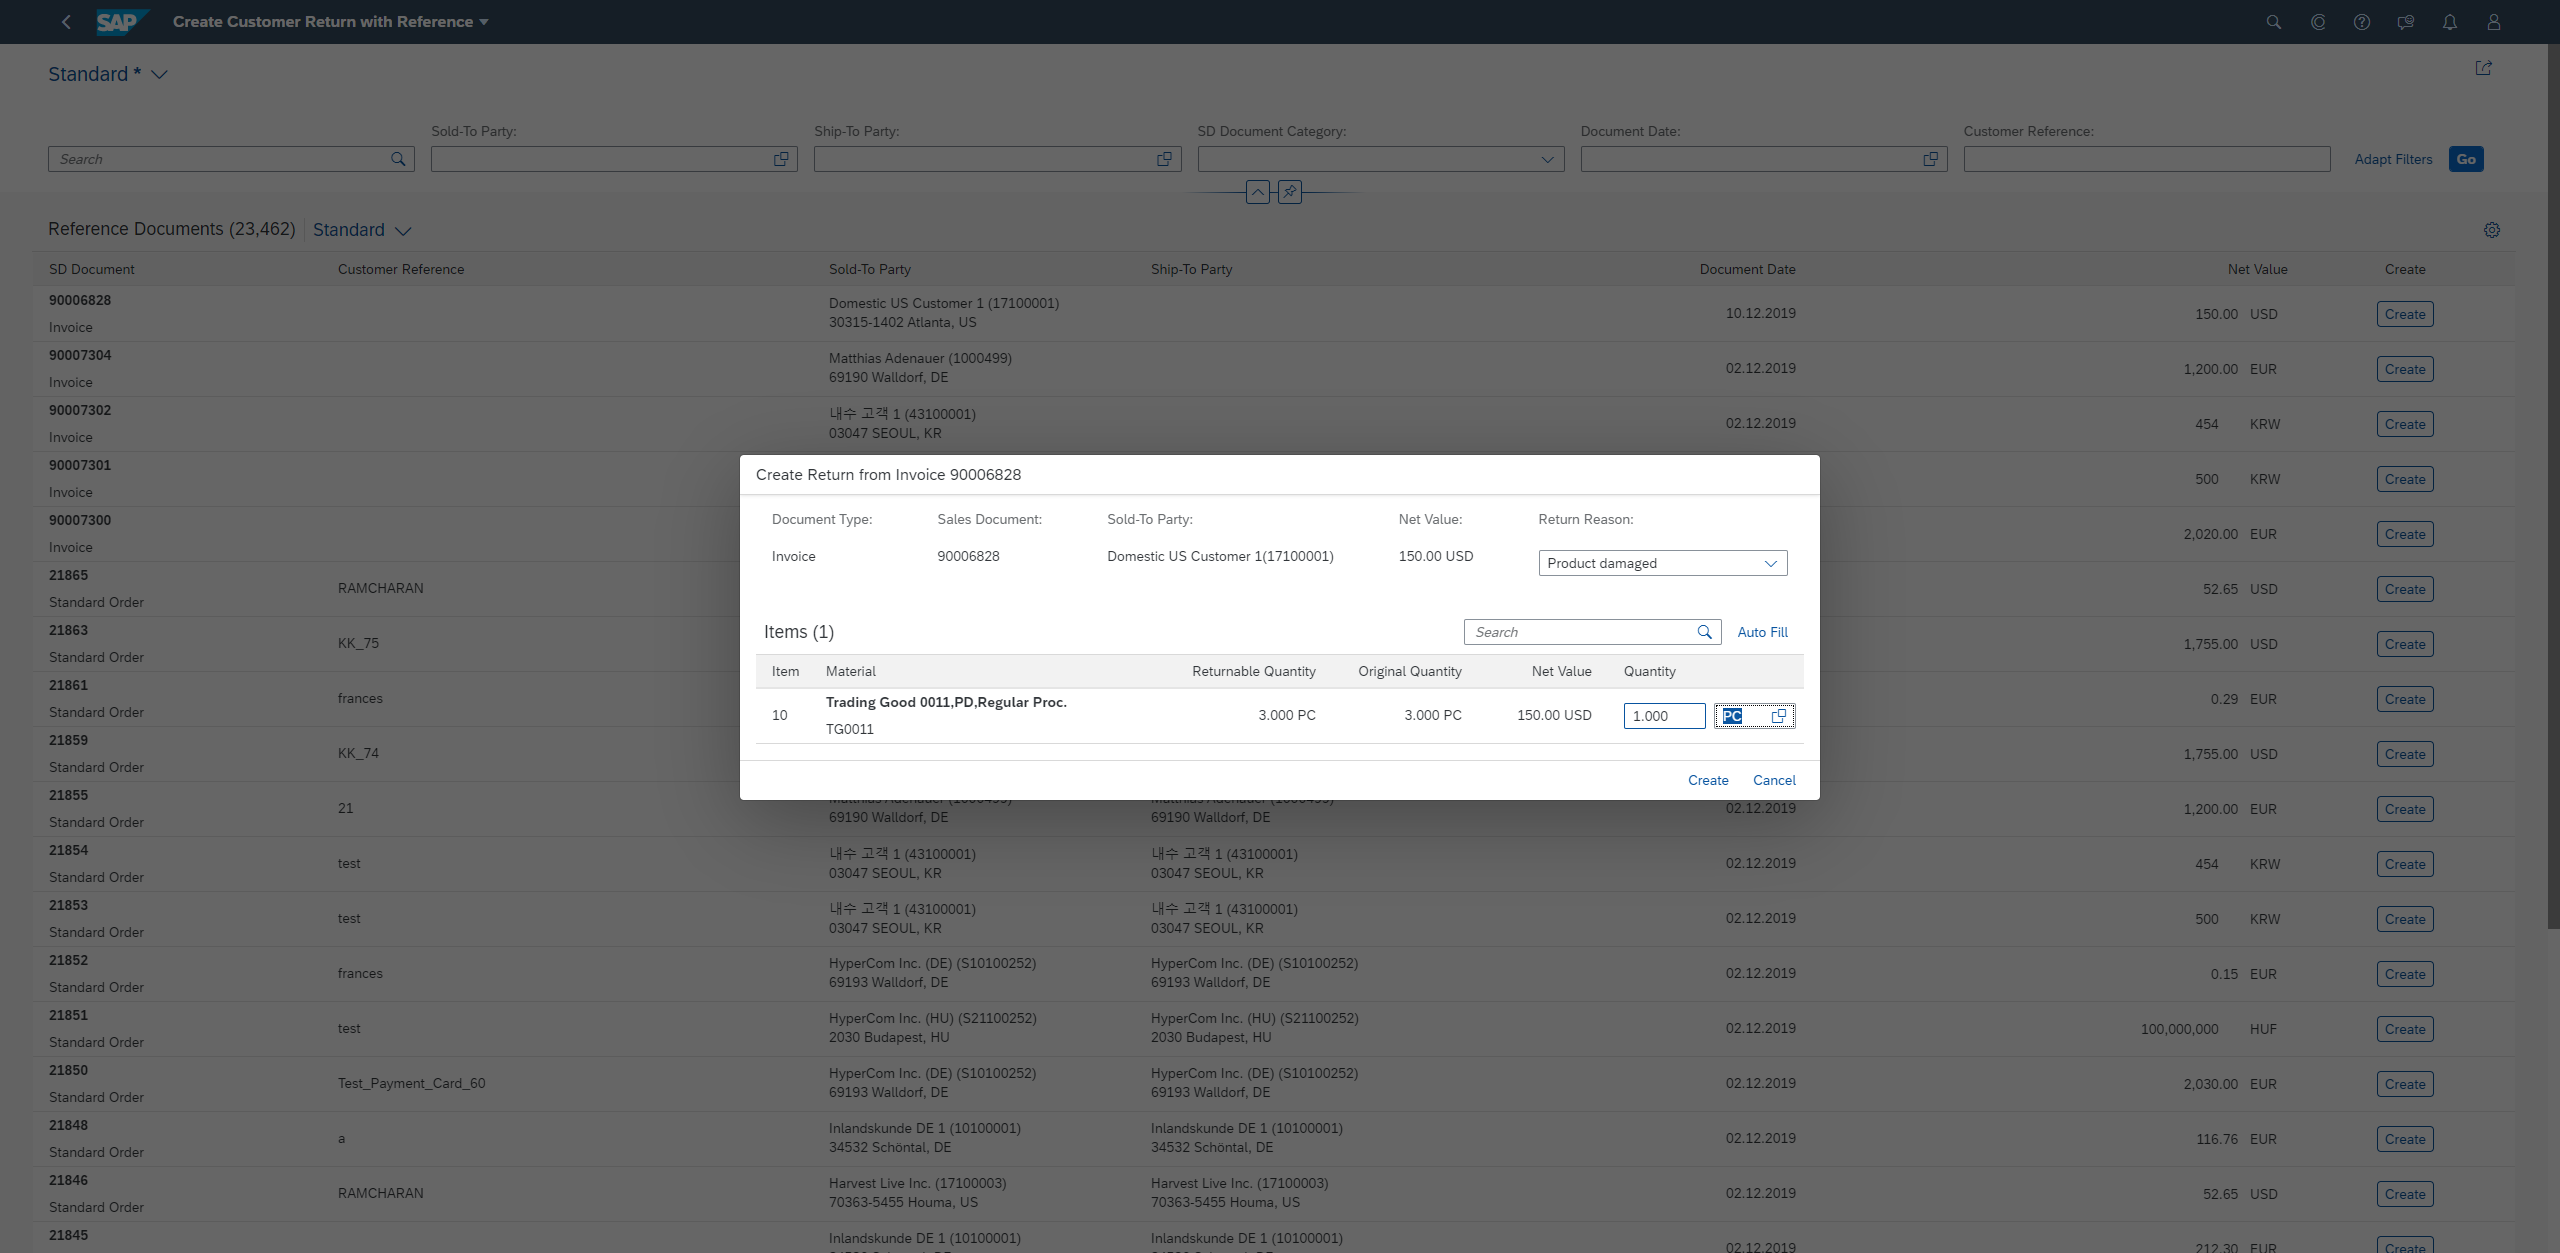 SAP Create Customer Return with Reference
Standard *
Sold-To Party: Ship-To Party: SD Document Category: Document Date: Customer Reference:
Search Adapt Filters Go
Reference Documents (23,462) Standard
SD Document Customer Reference Sold-To Party Ship-To Party Document Date Net Value Create
90006828
Invoice
Domestic US Customer 1 (17100001)
30315-1402 Atlanta, US
10.12.2019 150.00 USD Create
90007304
Invoice
Matthias Adenauer (1000499)
69190 Walldorf, DE
02.12.2019 1,200.00 EUR Create
90007302
Invoice
내수 고객 1 (43100001)
03047 SEOUL, KR
02.12.2019 454 KRW Create
90007301
Invoice
500 KRW Create
90007300
Invoice
2,020.00 EUR Create
21865
Standard Order
RAMCHARAN
52.65 USD Create
21863
Standard Order
KK_75
1,755.00 USD Create
21861
Standard Order
frances
0.29 EUR Create
21859
Standard Order
KK_74
1,755.00 USD Create
Create Return from Invoice 90006828
Document Type: Sales Document: Sold-To Party: Net Value: Return Reason:
Invoice 90006828 Domestic US Customer 1(17100001) 150.00 USD Product damaged
Items (1) Search Auto Fill
Item Material Returnable Quantity Original Quantity Net Value Quantity
10
Trading Good 0011,PD,Regular Proc.
TG0011
3.000 PC 3.000 PC 150.00 USD 1.000 PC
Create Cancel
21855
Standard Order
21
Matthias Adenauer (1000499)
69190 Walldorf, DE
Matthias Adenauer (1000499)
69190 Walldorf, DE
02.12.2019 1,200.00 EUR Create
21854
Standard Order
test
내수 고객 1 (43100001)
03047 SEOUL, KR
내수 고객 1 (43100001)
03047 SEOUL, KR
02.12.2019 454 KRW Create
21853
Standard Order
test
내수 고객 1 (43100001)
03047 SEOUL, KR
내수 고객 1 (43100001)
03047 SEOUL, KR
02.12.2019 500 KRW Create
21852
Standard Order
frances
HyperCom Inc. (DE) (S10100252)
69193 Walldorf, DE
HyperCom Inc. (DE) (S10100252)
69193 Walldorf, DE
02.12.2019 0.15 EUR Create
21851
Standard Order
test
HyperCom Inc. (HU) (S21100252)
2030 Budapest, HU
HyperCom Inc. (HU) (S21100252)
2030 Budapest, HU
02.12.2019 100,000,000 HUF Create
21850
Standard Order
Test_Payment_Card_60
HyperCom Inc. (DE) (S10100252)
69193 Walldorf, DE
HyperCom Inc. (DE) (S10100252)
69193 Walldorf, DE
02.12.2019 2,030.00 EUR Create
21848
Standard Order
a
Inlandskunde DE 1 (10100001)
34532 Schöntal, DE
Inlandskunde DE 1 (10100001)
34532 Schöntal, DE
02.12.2019 116.76 EUR Create
21846
Standard Order
RAMCHARAN
Harvest Live Inc. (17100003)
70363-5455 Houma, US
Harvest Live Inc. (17100003)
70363-5455 Houma, US
02.12.2019 52.65 USD Create
21845
Inlandskunde DE 1 (10100001)
Inlandskunde DE 1 (10100001)
02.12.2019 212.30 EUR Create